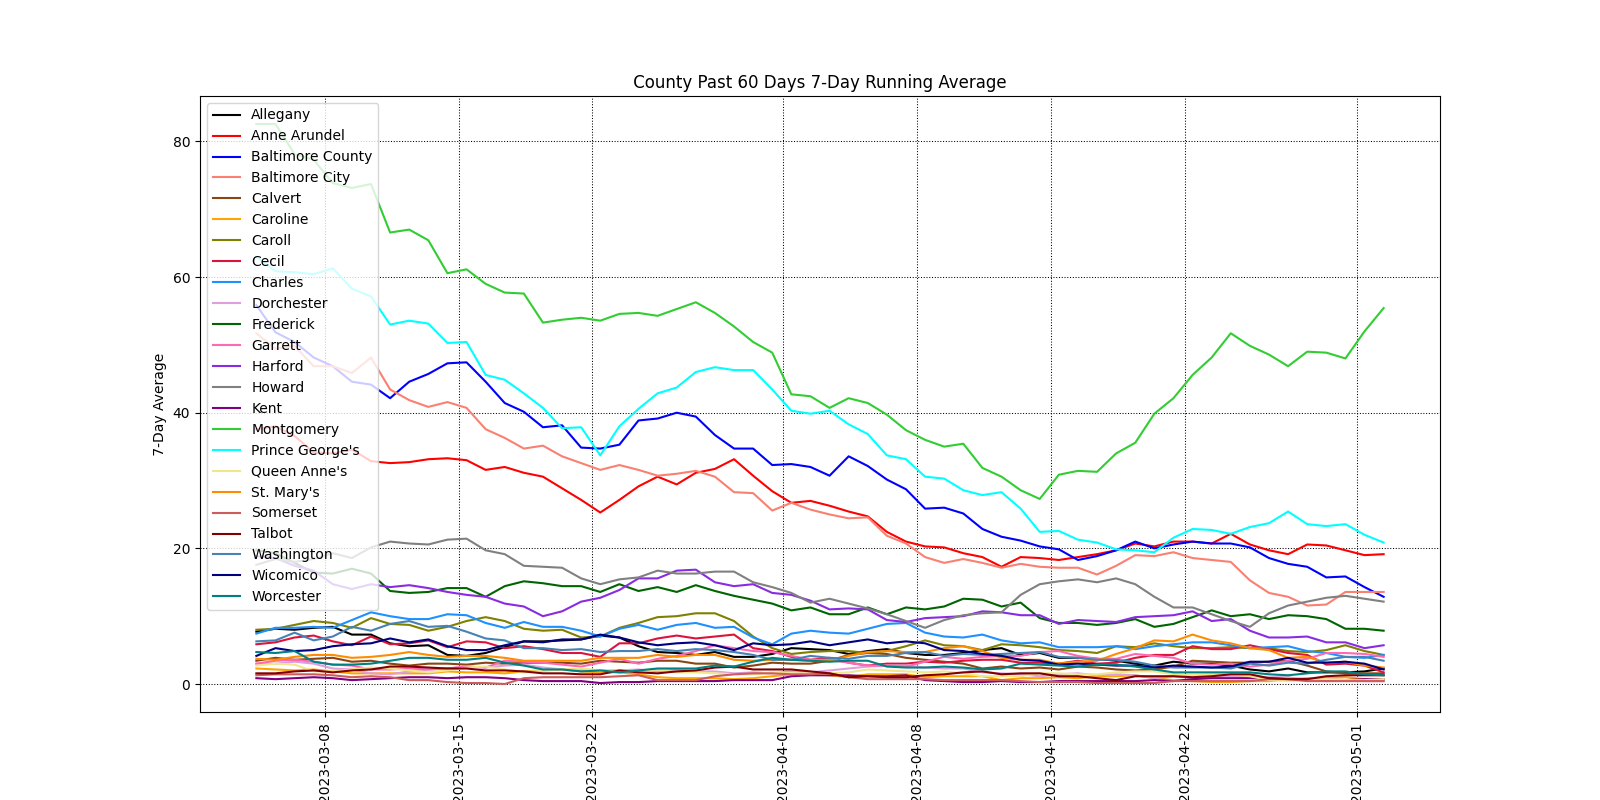 County Past 60 Days 7-Day Running Average
7-Day Average
80
60
40
20
0
Allegany
Anne Arundel
Baltimore County
Baltimore City
Calvert
Caroline
Caroll
Cecil
Charles
Dorchester
Frederick
Garrett
Harford
Howard
Kent
Montgomery
Prince George's
Queen Anne's
St. Mary's
Somerset
Talbot
Washington
Wicomico
Worcester
2023-03-08
2023-03-15
2023-03-22
2023-04-01
2023-04-08
2023-04-15
2023-04-22
2023-05-01